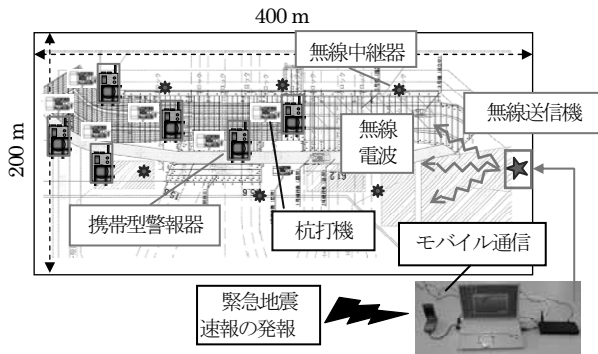 400 m
無線中継器
無線送信機
200 m
無線
電波
携帯型警報器
杭打機
モバイル通信
緊急地震
速報の発報